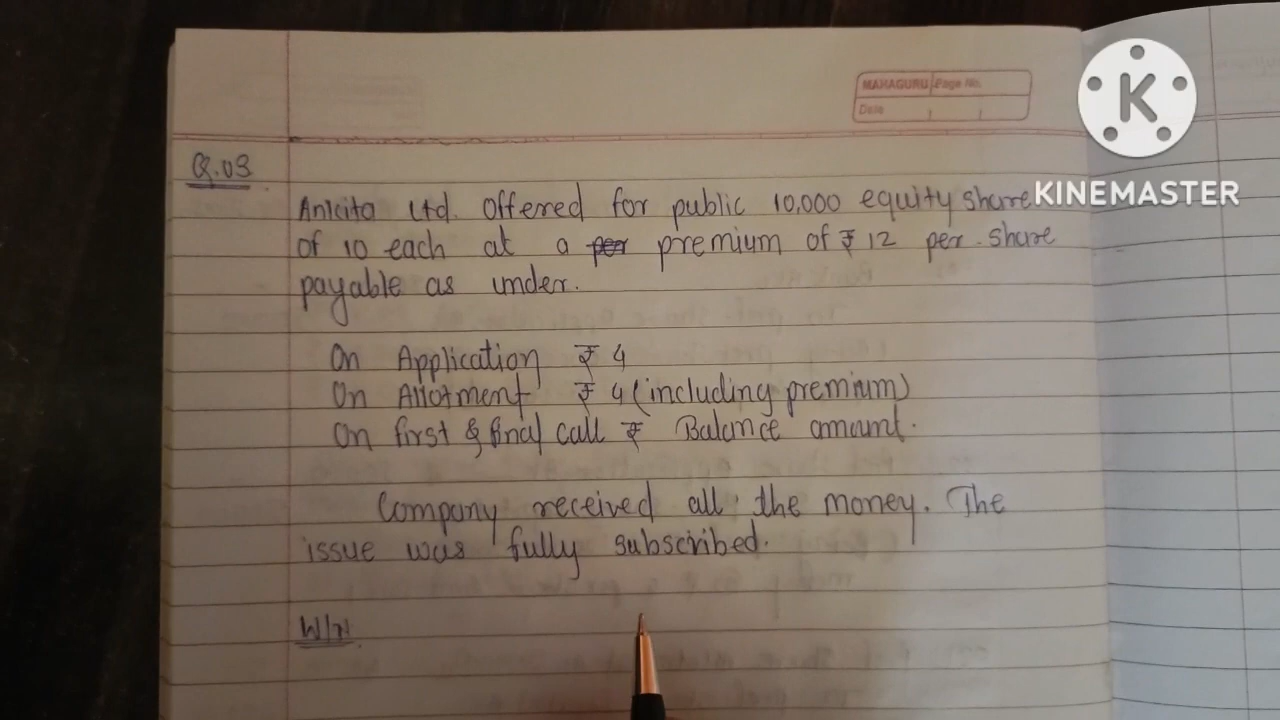 MAHAGURU Page No.
Date
K
KINEMASTER
Q.03
Ankita Ltd. offered for public 10,000 equity share
of 10 each at a per premium of ₹ 12 per share
payable as under.
On Application ₹ 4
On Allotment ₹ 4 (including premium)
On first & final call ₹ Balance amount.
Company received all the money. The
issue was fully subscribed.
W/N